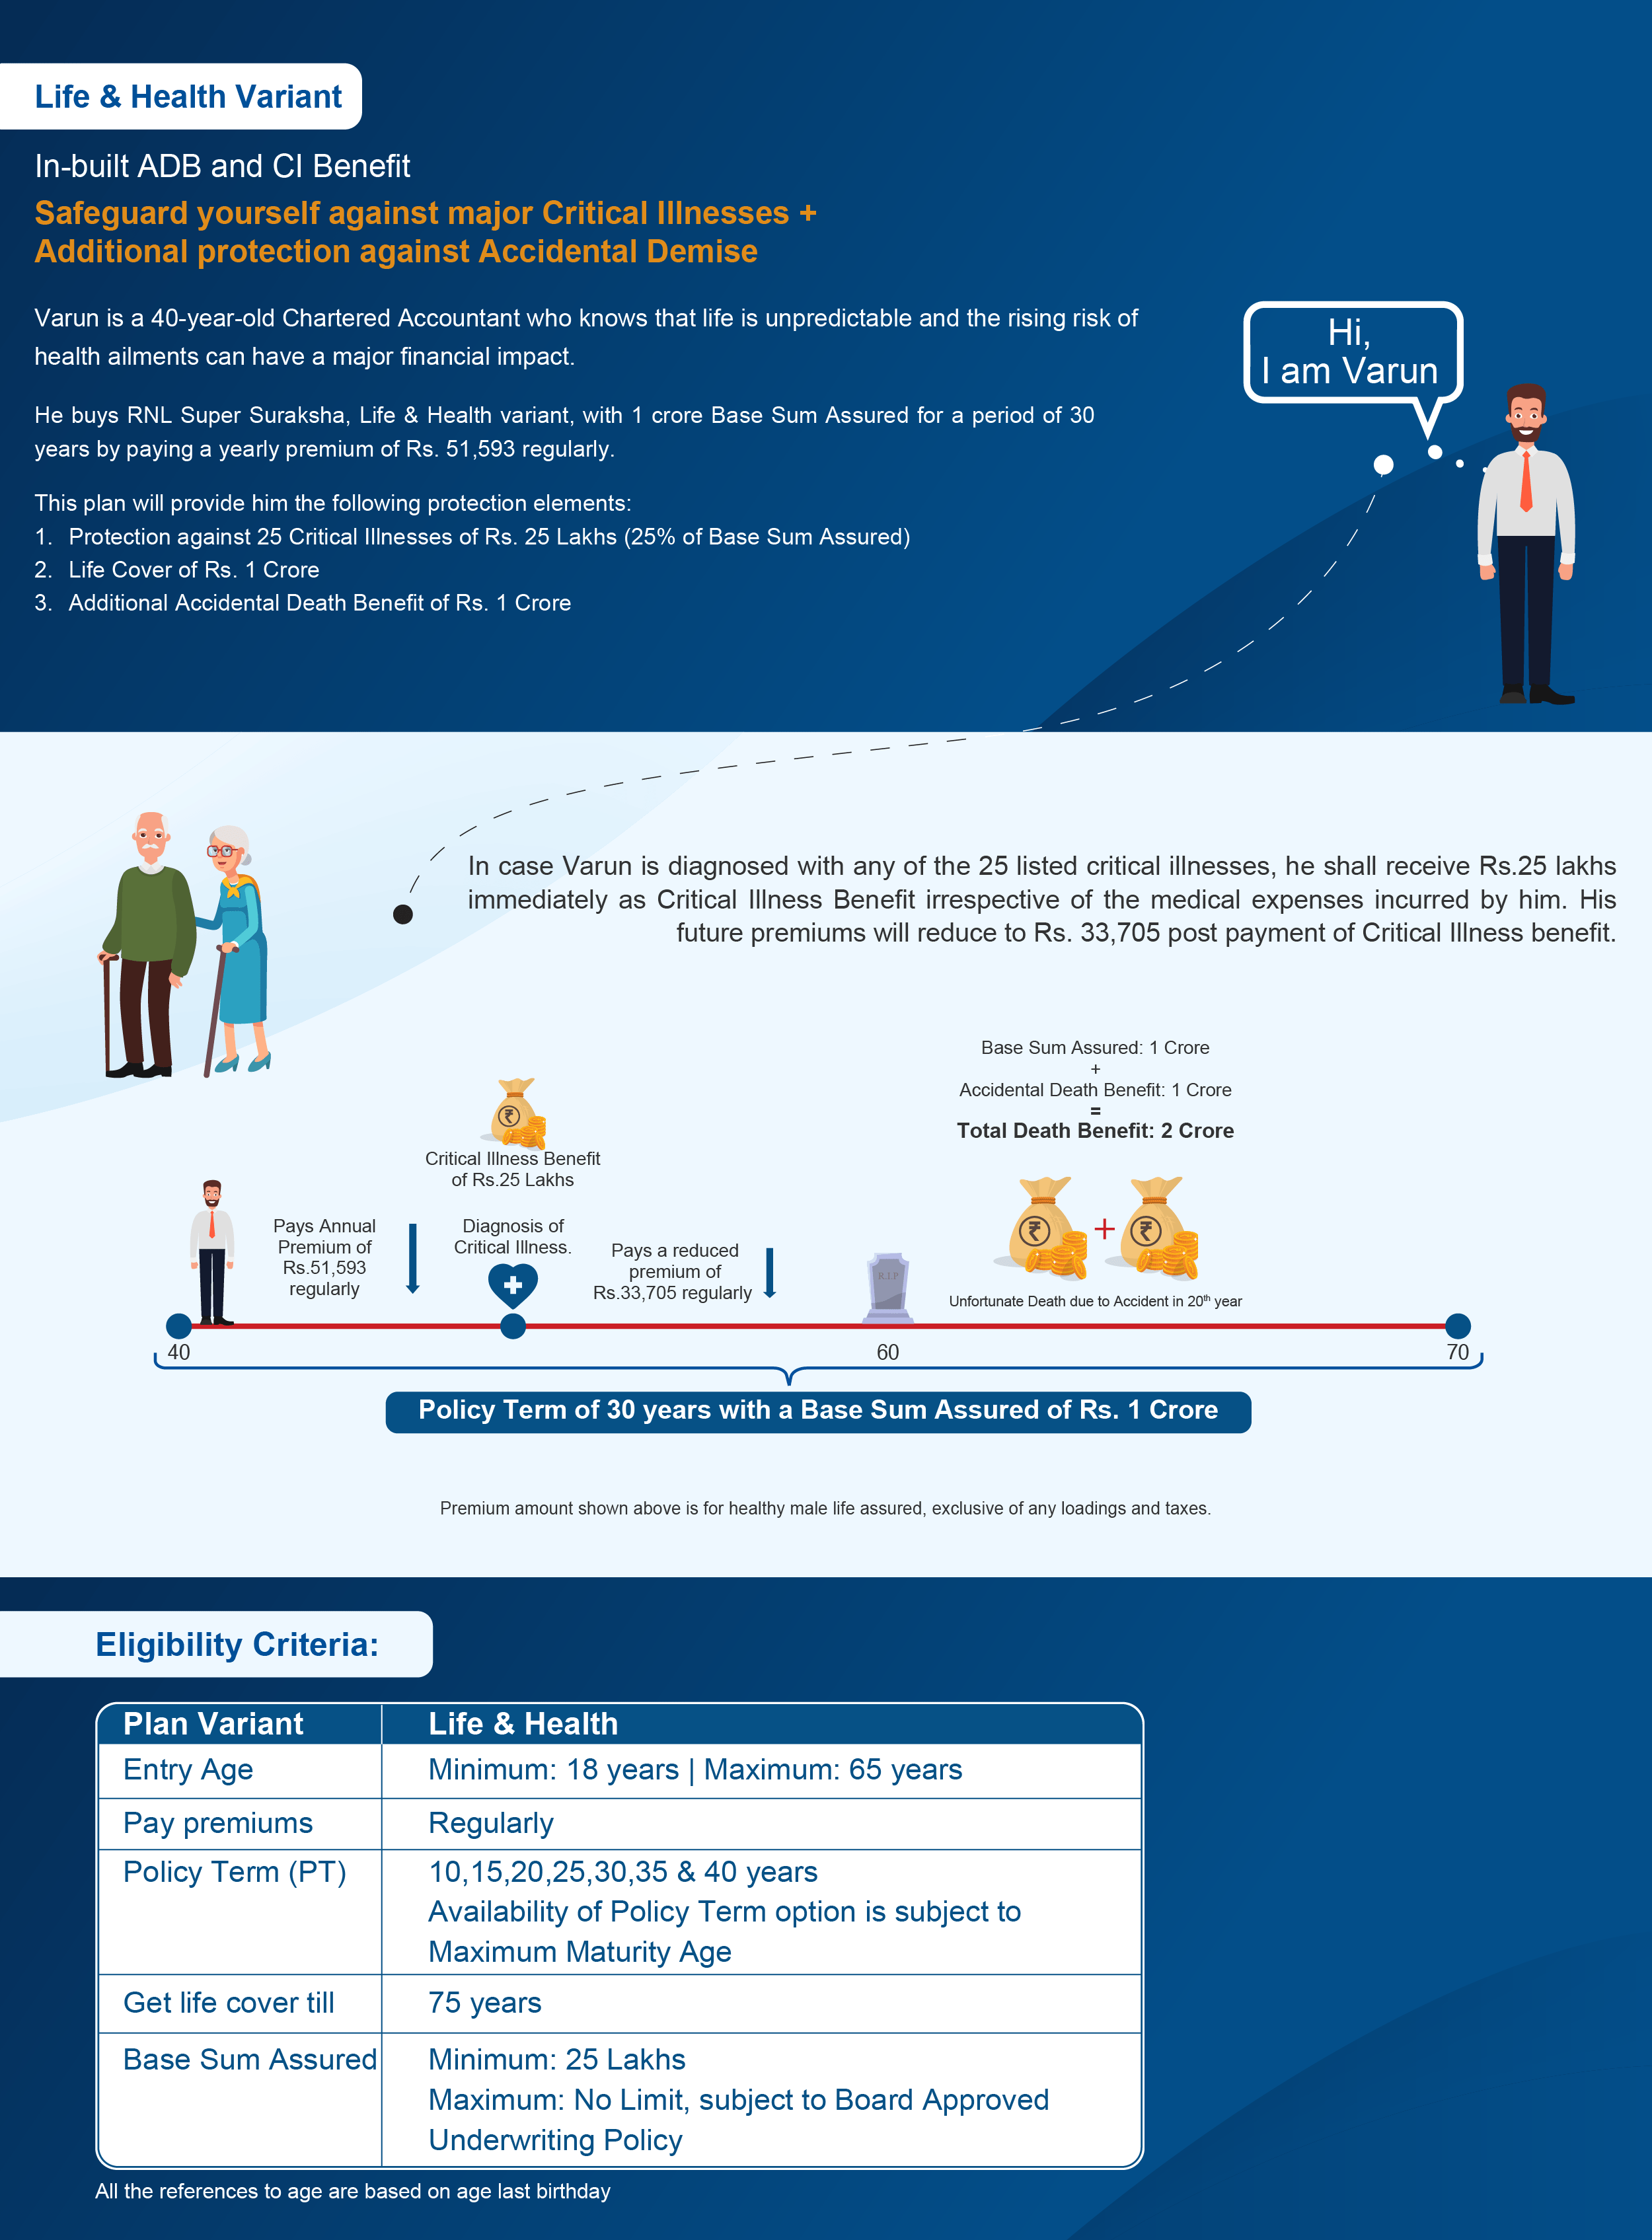 Life & Health Variant
In-built ADB and CI Benefit
Safeguard yourself against major Critical Illnesses +
Additional protection against Accidental Demise
Varun is a 40-year-old Chartered Accountant who knows that life is unpredictable and the rising risk of
health ailments can have a major financial impact.
He buys RNL Super Suraksha, Life & Health variant, with 1 crore Base Sum Assured for a period of 30
years by paying a yearly premium of Rs. 51,593 regularly.
This plan will provide him the following protection elements:
1. Protection against 25 Critical Illnesses of Rs. 25 Lakhs (25% of Base Sum Assured)
2. Life Cover of Rs. 1 Crore
3. Additional Accidental Death Benefit of Rs. 1 Crore
Hi,
I am Varun
In case Varun is diagnosed with any of the 25 listed critical illnesses, he shall receive Rs.25 lakhs
immediately as Critical Illness Benefit irrespective of the medical expenses incurred by him. His
future premiums will reduce to Rs. 33,705 post payment of Critical Illness benefit.
Base Sum Assured: 1 Crore
+
Accidental Death Benefit: 1 Crore
=
Total Death Benefit: 2 Crore
₹
Critical Illness Benefit
of Rs.25 Lakhs
Pays Annual
Premium of
Rs.51,593
regularly
Diagnosis of
Critical Illness.
Pays a reduced
premium of
Rs.33,705 regularly
R.I.P
₹ + ₹
Unfortunate Death due to Accident in 20th year
40
60
70
Policy Term of 30 years with a Base Sum Assured of Rs. 1 Crore
Premium amount shown above is for healthy male life assured, exclusive of any loadings and taxes.
Eligibility Criteria:
Plan Variant Life & Health
Entry Age Minimum: 18 years | Maximum: 65 years
Pay premiums Regularly
Policy Term (PT) 10,15,20,25,30,35 & 40 years
Availability of Policy Term option is subject to
Maximum Maturity Age
Get life cover till 75 years
Base Sum Assured Minimum: 25 Lakhs
Maximum: No Limit, subject to Board Approved
Underwriting Policy
All the references to age are based on age last birthday